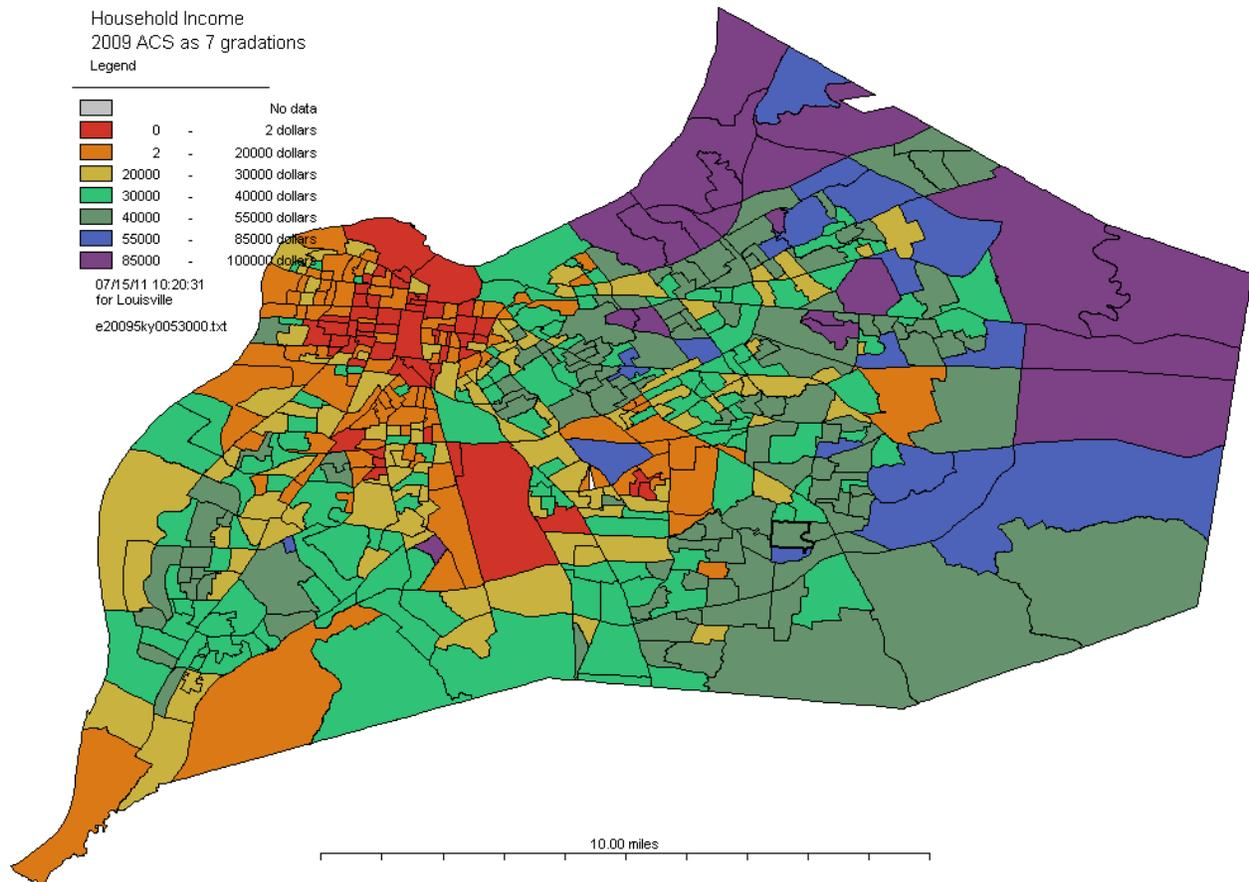 Household Income
2009 ACS as 7 gradations
Legend
No data
0 - 2 dollars
2 - 20000 dollars
20000 - 30000 dollars
30000 - 40000 dollars
40000 - 55000 dollars
55000 - 85000 dollars
85000 - 100000 dollars
07/15/11 10:20:31
for Louisville
e20095ky0053000.txt
10.00 miles